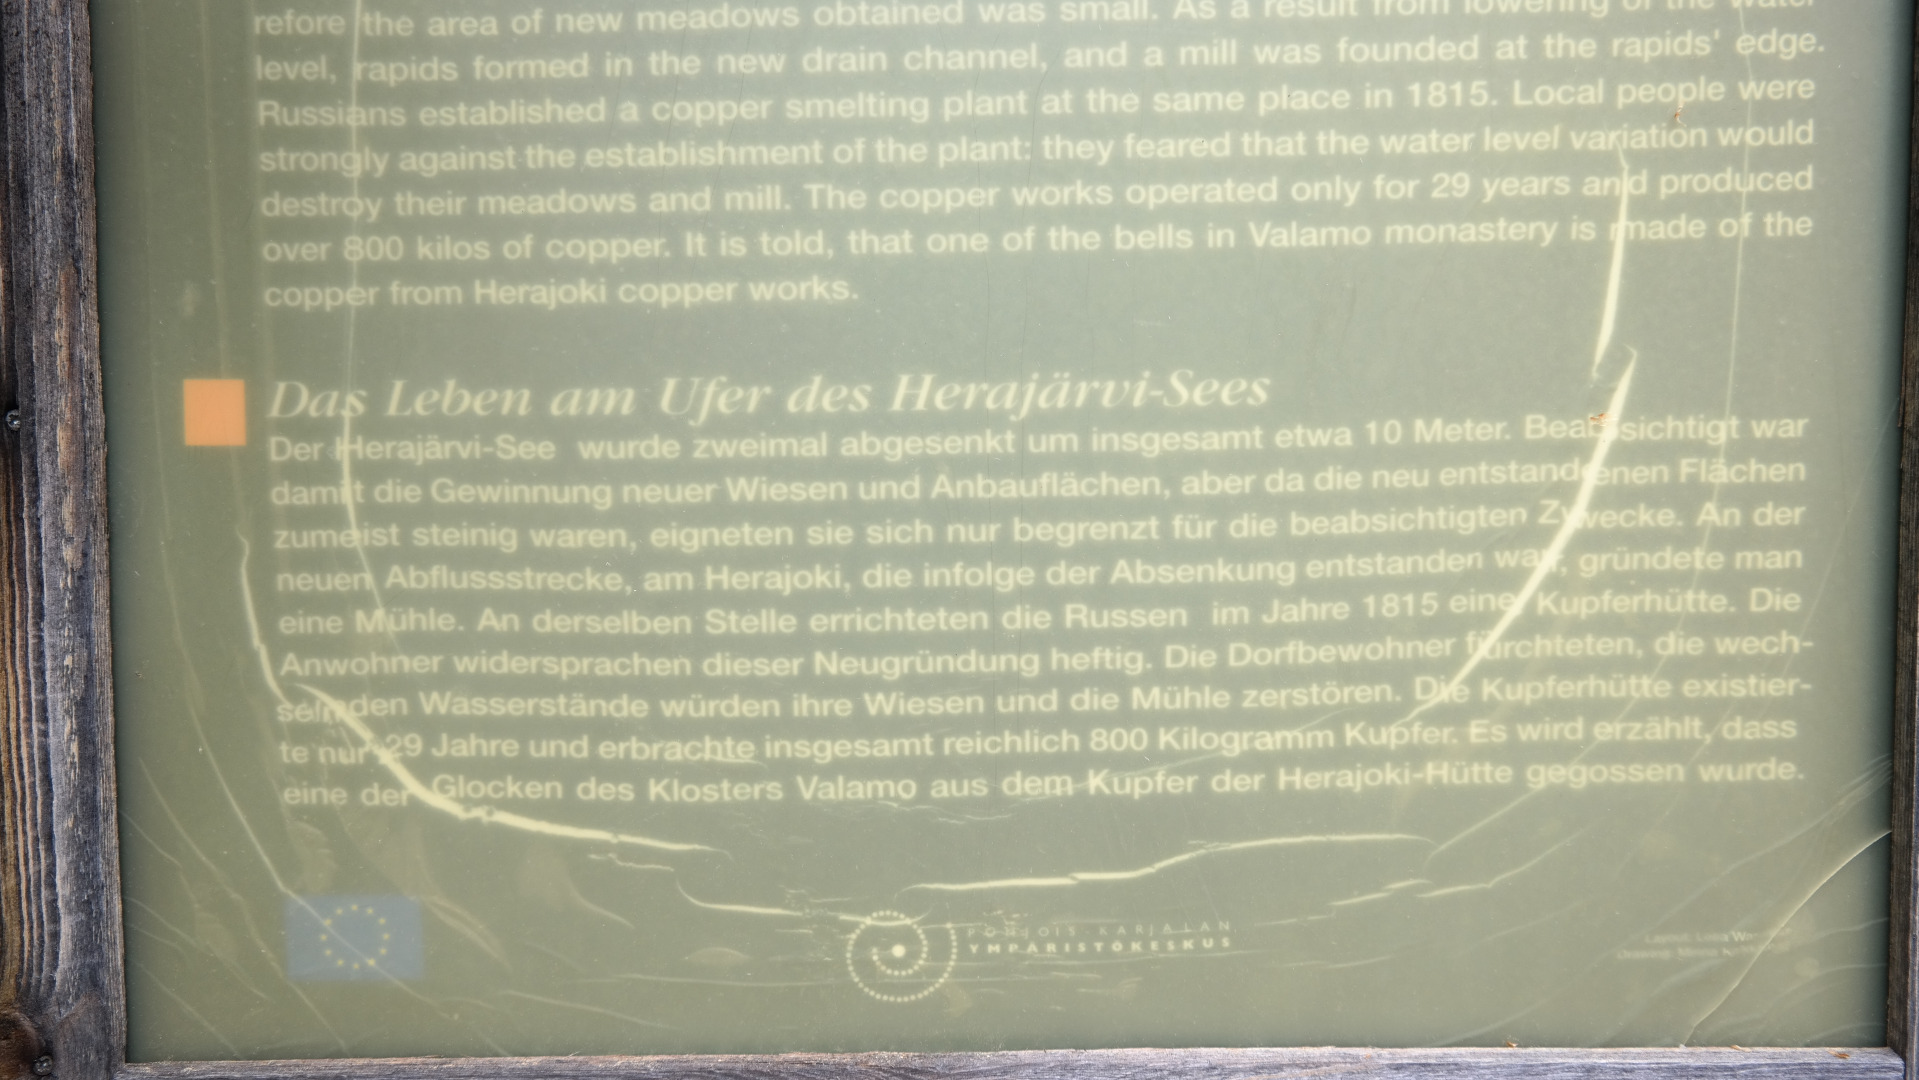 refore the area of new meadows obtained was small. As a result from lowering of the water
level, rapids formed in the new drain channel, and a mill was founded at the rapids' edge.
Russians established a copper smelting plant at the same place in 1815. Local people were
strongly against the establishment of the plant: they feared that the water level variation would
destroy their meadows and mill. The copper works operated only for 29 years and produced
over 800 kilos of copper. It is told, that one of the bells in Valamo monastery is made of the
copper from Herajoki copper works.
Das Leben am Ufer des Herajärvi-Sees
Der Herajärvi-See wurde zweimal abgesenkt um insgesamt etwa 10 Meter. Beabsichtigt war
damit die Gewinnung neuer Wiesen und Anbauflächen, aber da die neu entstandenen Flächen
zumeist steinig waren, eigneten sie sich nur begrenzt für die beabsichtigten Zwecke. An der
neuen Abflussstrecke, am Herajoki, die infolge der Absenkung entstanden war, gründete man
eine Mühle. An derselben Stelle errichteten die Russen im Jahre 1815 eine Kupferhütte. Die
Anwohner widersprachen dieser Neugründung heftig. Die Dorfbewohner fürchteten, die wech-
selnden Wasserstände würden ihre Wiesen und die Mühle zerstören. Die Kupferhütte existier-
te nur 29 Jahre und erbrachte insgesamt reichlich 800 Kilogramm Kupfer. Es wird erzählt, dass
eine der Glocken des Klosters Valamo aus dem Kupfer der Herajoki-Hütte gegossen wurde.
POHJOIS-KARJALAN
YMPÄRISTÖKESKUS